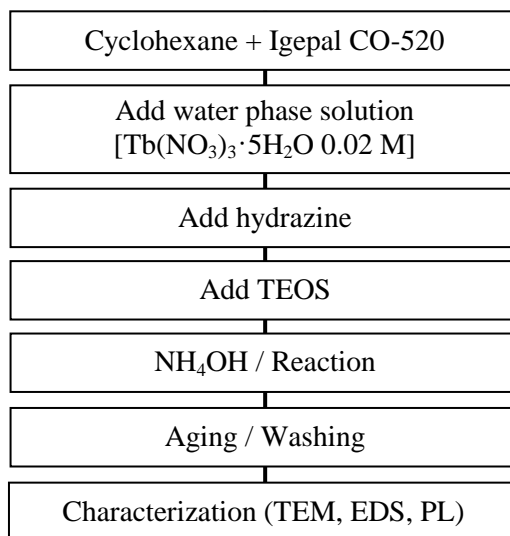 Cyclohexane + Igepal CO-520
Add water phase solution
[Tb(NO₃)₃·5H₂O 0.02 M]
Add hydrazine
Add TEOS
NH₄OH / Reaction
Aging / Washing
Characterization (TEM, EDS, PL)